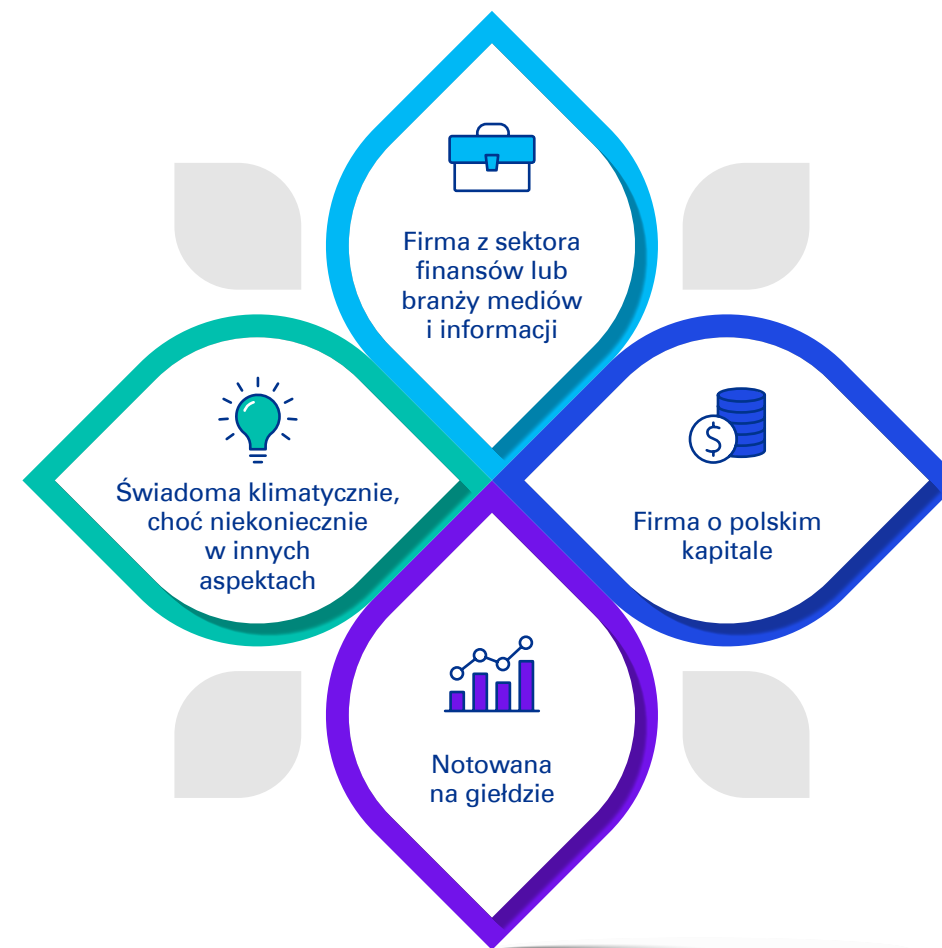 Firma z sektora
finansów lub
branży mediów
i informacji
Świadoma klimatycznie,
choć niekoniecznie
w innych
aspektach
$
Firma o polskim
kapitale
Notowana
na giełdzie